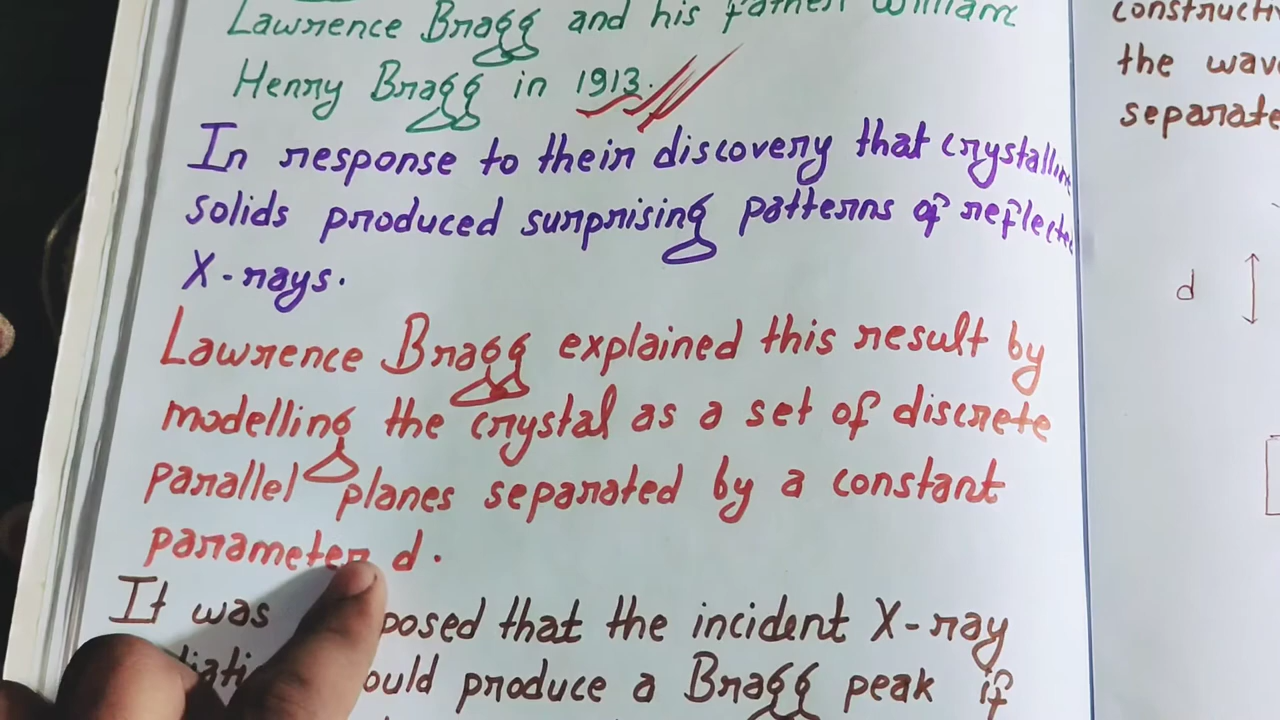 Lawrence Bragg and his father William
Henry Bragg in 1913.
In response to their discovery that crystalline
solids produced surprising patterns of reflected
X-rays.
Lawrence Bragg explained this result by
modelling the crystal as a set of discrete
parallel planes separated by a constant
parameter d.
It was posed that the incident X-ray
ould produce a Bragg peak if
constructi
the wav
separate
d